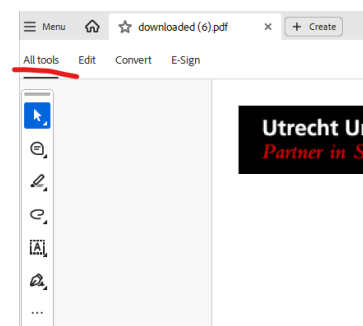 Menu
downloaded (6).pdf
Create
All tools
Edit
Convert
E-Sign
Utrecht
Partner in